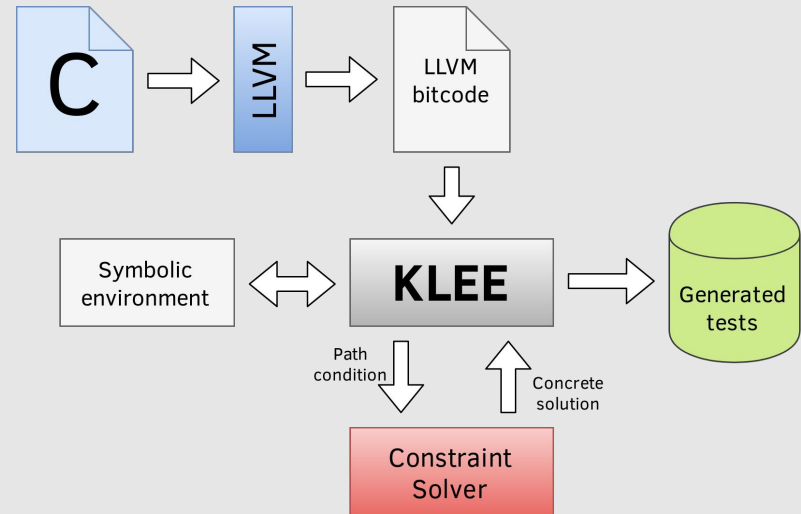 C
LLVM
LLVM
bitcode
Symbolic
environment
KLEE
Generated
tests
Path
condition
Concrete
solution
Constraint
Solver